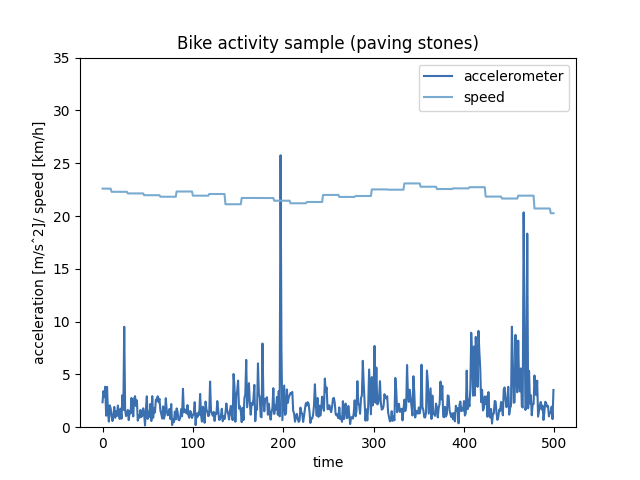 Bike activity sample (paving stones)
accelerometer
speed
acceleration [m/sˆ2]/ speed [km/h]
35
30
25
20
15
10
5
0
0 100 200 300 400 500
time